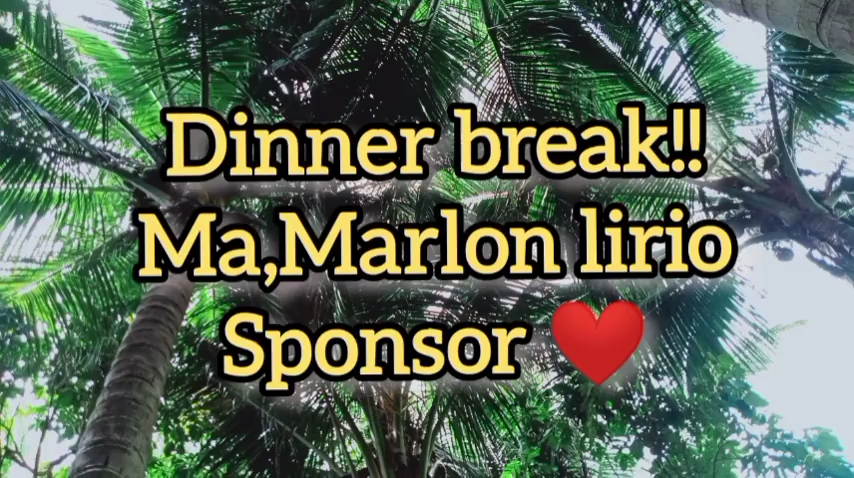 Dinner break!!
Ma,Marlon lirio
Sponsor ❤️